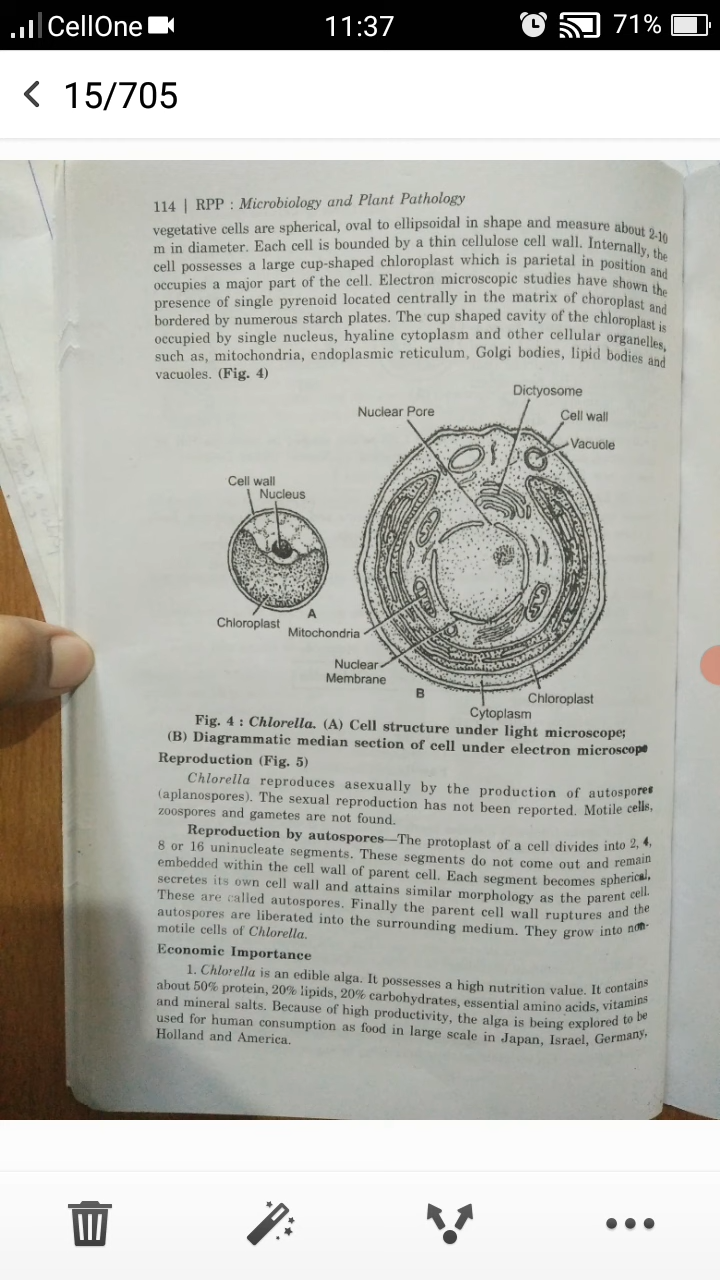 CellOne
11:37
71%
15/705
114 | RPP : Microbiology and Plant Pathology
vegetative cells are spherical, oval to ellipsoidal in shape and measure about 2-10
m in diameter. Each cell is bounded by a thin cellulose cell wall. Internally, the
cell possesses a large cup-shaped chloroplast which is parietal in position and
occupies a major part of the cell. Electron microscopic studies have shown the
presence of single pyrenoid located centrally in the matrix of choroplast and
bordered by numerous starch plates. The cup shaped cavity of the chloroplast is
occupied by single nucleus, hyaline cytoplasm and other cellular organelles,
such as, mitochondria, endoplasmic reticulum, Golgi bodies, lipid bodies and
vacuoles. (Fig. 4)
Dictyosome
Nuclear Pore
Cell wall
Vacuole
Cell wall
Nucleus
Chloroplast
A
Mitochondria
Nuclear
Membrane
B
Chloroplast
Cytoplasm
Fig. 4 : Chlorella. (A) Cell structure under light microscope;
(B) Diagrammatic median section of cell under electron microscope
Reproduction (Fig. 5)
Chlorella reproduces asexually by the production of autospores
(aplanospores). The sexual reproduction has not been reported. Motile cells,
zoospores and gametes are not found.
Reproduction by autospores—The protoplast of a cell divides into 2, 4,
8 or 16 uninucleate segments. These segments do not come out and remain
embedded within the cell wall of parent cell. Each segment becomes spherical,
secretes its own cell wall and attains similar morphology as the parent cell.
These are called autospores. Finally the parent cell wall ruptures and the
autospores are liberated into the surrounding medium. They grow into non-
motile cells of Chlorella.
Economic Importance
1. Chlorella is an edible alga. It possesses a high nutrition value. It contains
about 50% protein, 20% lipids, 20% carbohydrates, essential amino acids, vitamins
and mineral salts. Because of high productivity, the alga is being explored to be
used for human consumption as food in large scale in Japan, Israel, Germany,
Holland and America.